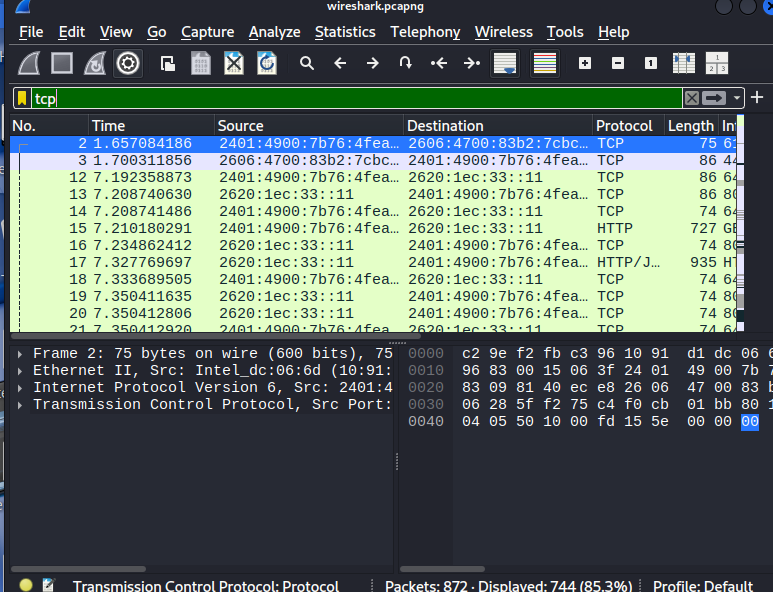 wireshark.pcapng
File Edit View Go Capture Analyze Statistics Telephony Wireless Tools Help
tcp
No. Time Source Destination Protocol Length
2 1.657084186 2401:4900:7b76:4fea… 2606:4700:83b2:7cbc… TCP 75 61
3 1.700311856 2606:4700:83b2:7cbc… 2401:4900:7b76:4fea… TCP 86 44
12 7.192358873 2401:4900:7b76:4fea… 2620:1ec:33::11 TCP 86 64
13 7.208740630 2620:1ec:33::11 2401:4900:7b76:4fea… TCP 86 80
14 7.208741486 2401:4900:7b76:4fea… 2620:1ec:33::11 TCP 74 64
15 7.210180291 2401:4900:7b76:4fea… 2620:1ec:33::11 HTTP 727 GE
16 7.234862412 2620:1ec:33::11 2401:4900:7b76:4fea… TCP 74 80
17 7.327769697 2620:1ec:33::11 2401:4900:7b76:4fea… HTTP/J… 935 HT
18 7.333689505 2401:4900:7b76:4fea… 2620:1ec:33::11 TCP 74 64
19 7.350411635 2620:1ec:33::11 2401:4900:7b76:4fea… TCP 74 80
20 7.350412806 2620:1ec:33::11 2401:4900:7b76:4fea… TCP 74 80
21 7.350412920 2401:4900:7b76:4fea… 2620:1ec:33::11 TCP 74 64
Frame 2: 75 bytes on wire (600 bits), 75
Ethernet II, Src: Intel_dc:06:6d (10:91:
Internet Protocol Version 6, Src: 2401:4
Transmission Control Protocol, Src Port:
0000 c2 9e f2 fb c3 96 10 91 d1 dc 06
0010 96 83 00 15 06 3f 24 01 49 00 7b
0020 83 09 81 40 ec e8 26 06 47 00 83
0030 06 28 5f f2 75 c4 f0 cb 01 bb 80
0040 04 05 50 10 00 fd 15 5e 00 00 00
Transmission Control Protocol: Protocol Packets: 872 · Displayed: 744 (85.3%) Profile: Default